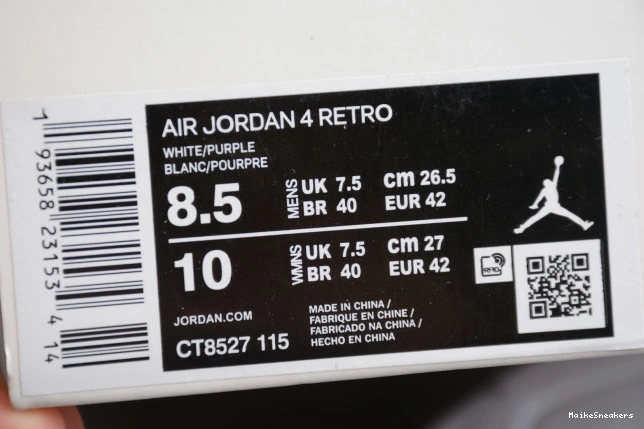 AIR JORDAN 4 RETRO
WHITE/PURPLE
BLANC/POURPRE
8.5 MENS UK 7.5 cm 26.5
BR 40 EUR 42
10 WMNS UK 7.5 cm 27
BR 40 EUR 42
JORDAN.COM
CT8527 115
MADE IN CHINA /
FABRIQUE EN CHINE /
FABRICADO NA CHINA /
HECHO EN CHINA
RFID
1 93658 23153 4 14
MaikeSneakers